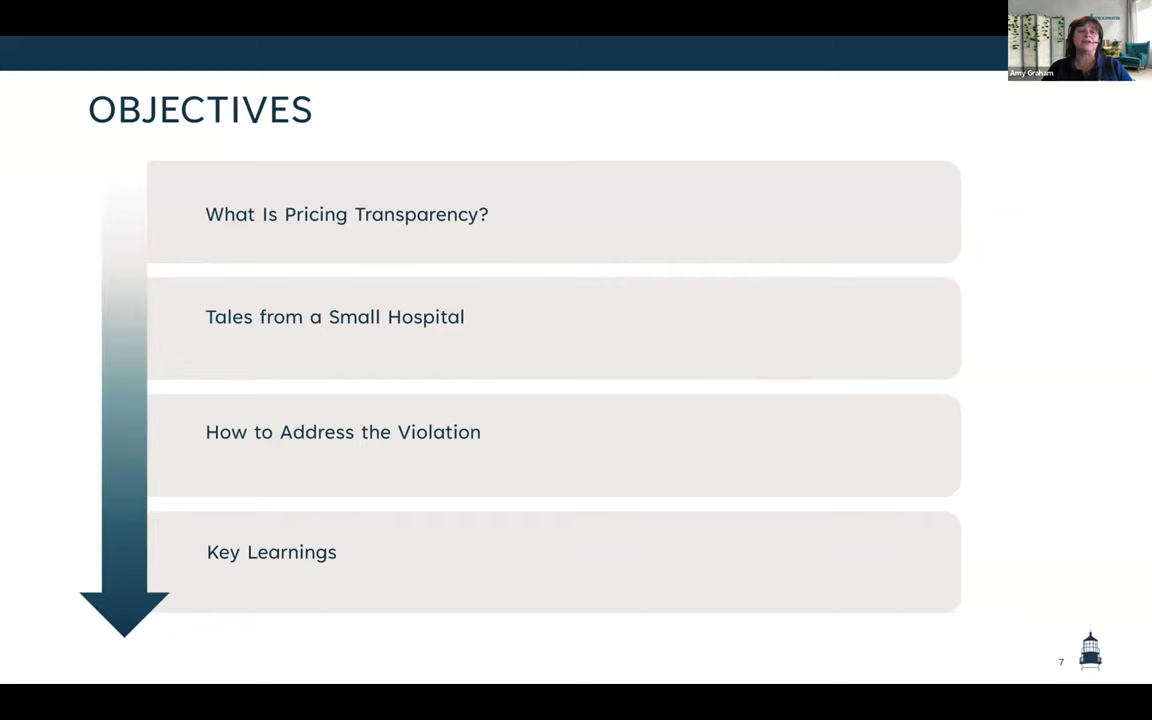 Amy Graham
OBJECTIVES
What Is Pricing Transparency?
Tales from a Small Hospital
How to Address the Violation
Key Learnings
7